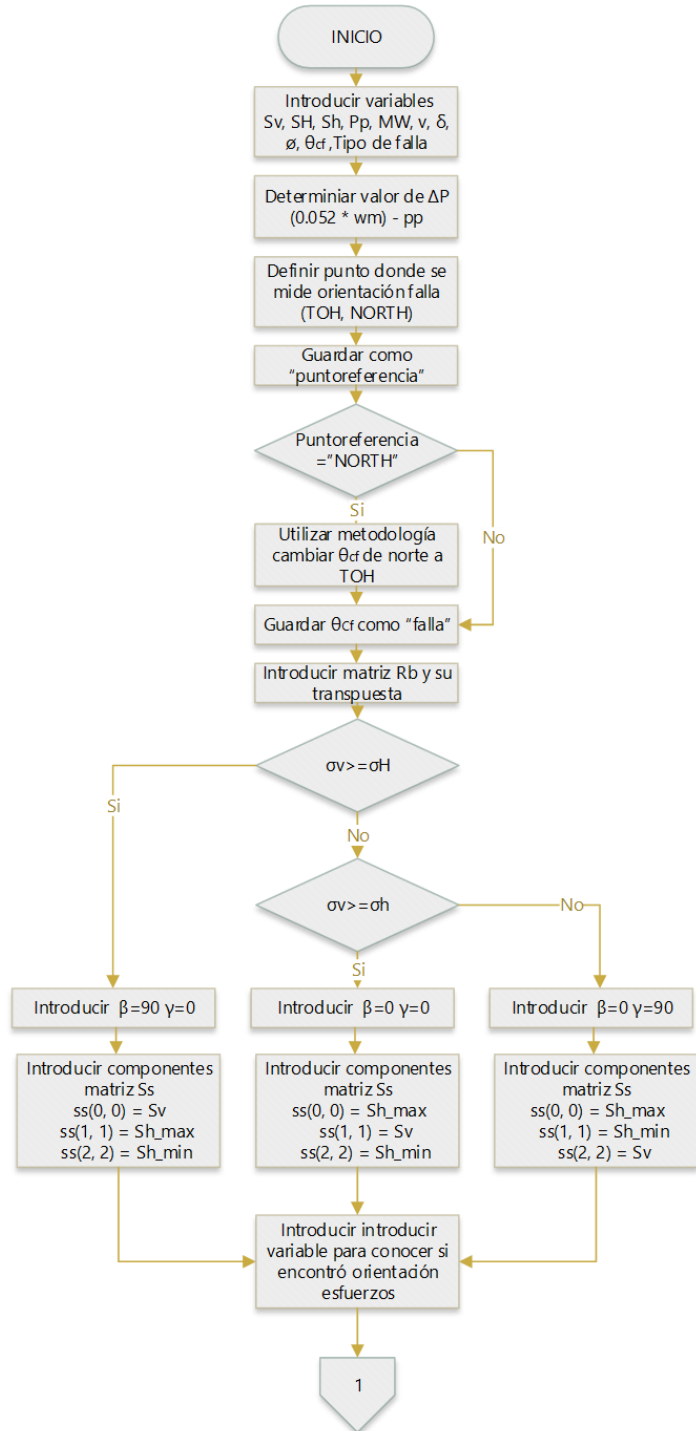 INICIO
Introducir variables
Sv, SH, Sh, Pp, MW, v, δ,
ø, θcf ,Tipo de falla
Determiniar valor de ΔP
(0.052 * wm) - pp
Definir punto donde se
mide orientación falla
(TOH, NORTH)
Guardar como
“puntoreferencia”
Puntoreferencia
=”NORTH”
Si
No
Utilizar metodología
cambiar θcf de norte a
TOH
Guardar θcf como “falla”
Introducir matriz Rb y su
transpuesta
σv>=σH
Si
No
σv>=σh
No
Si
Introducir β=90 γ=0
Introducir β=0 γ=0
Introducir β=0 γ=90
Introducir componentes
matriz Ss
ss(0, 0) = Sv
ss(1, 1) = Sh_max
ss(2, 2) = Sh_min
Introducir componentes
matriz Ss
ss(0, 0) = Sh_max
ss(1, 1) = Sv
ss(2, 2) = Sh_min
Introducir componentes
matriz Ss
ss(0, 0) = Sh_max
ss(1, 1) = Sh_min
ss(2, 2) = Sv
Introducir introducir
variable para conocer si
encontró orientación
esfuerzos
1